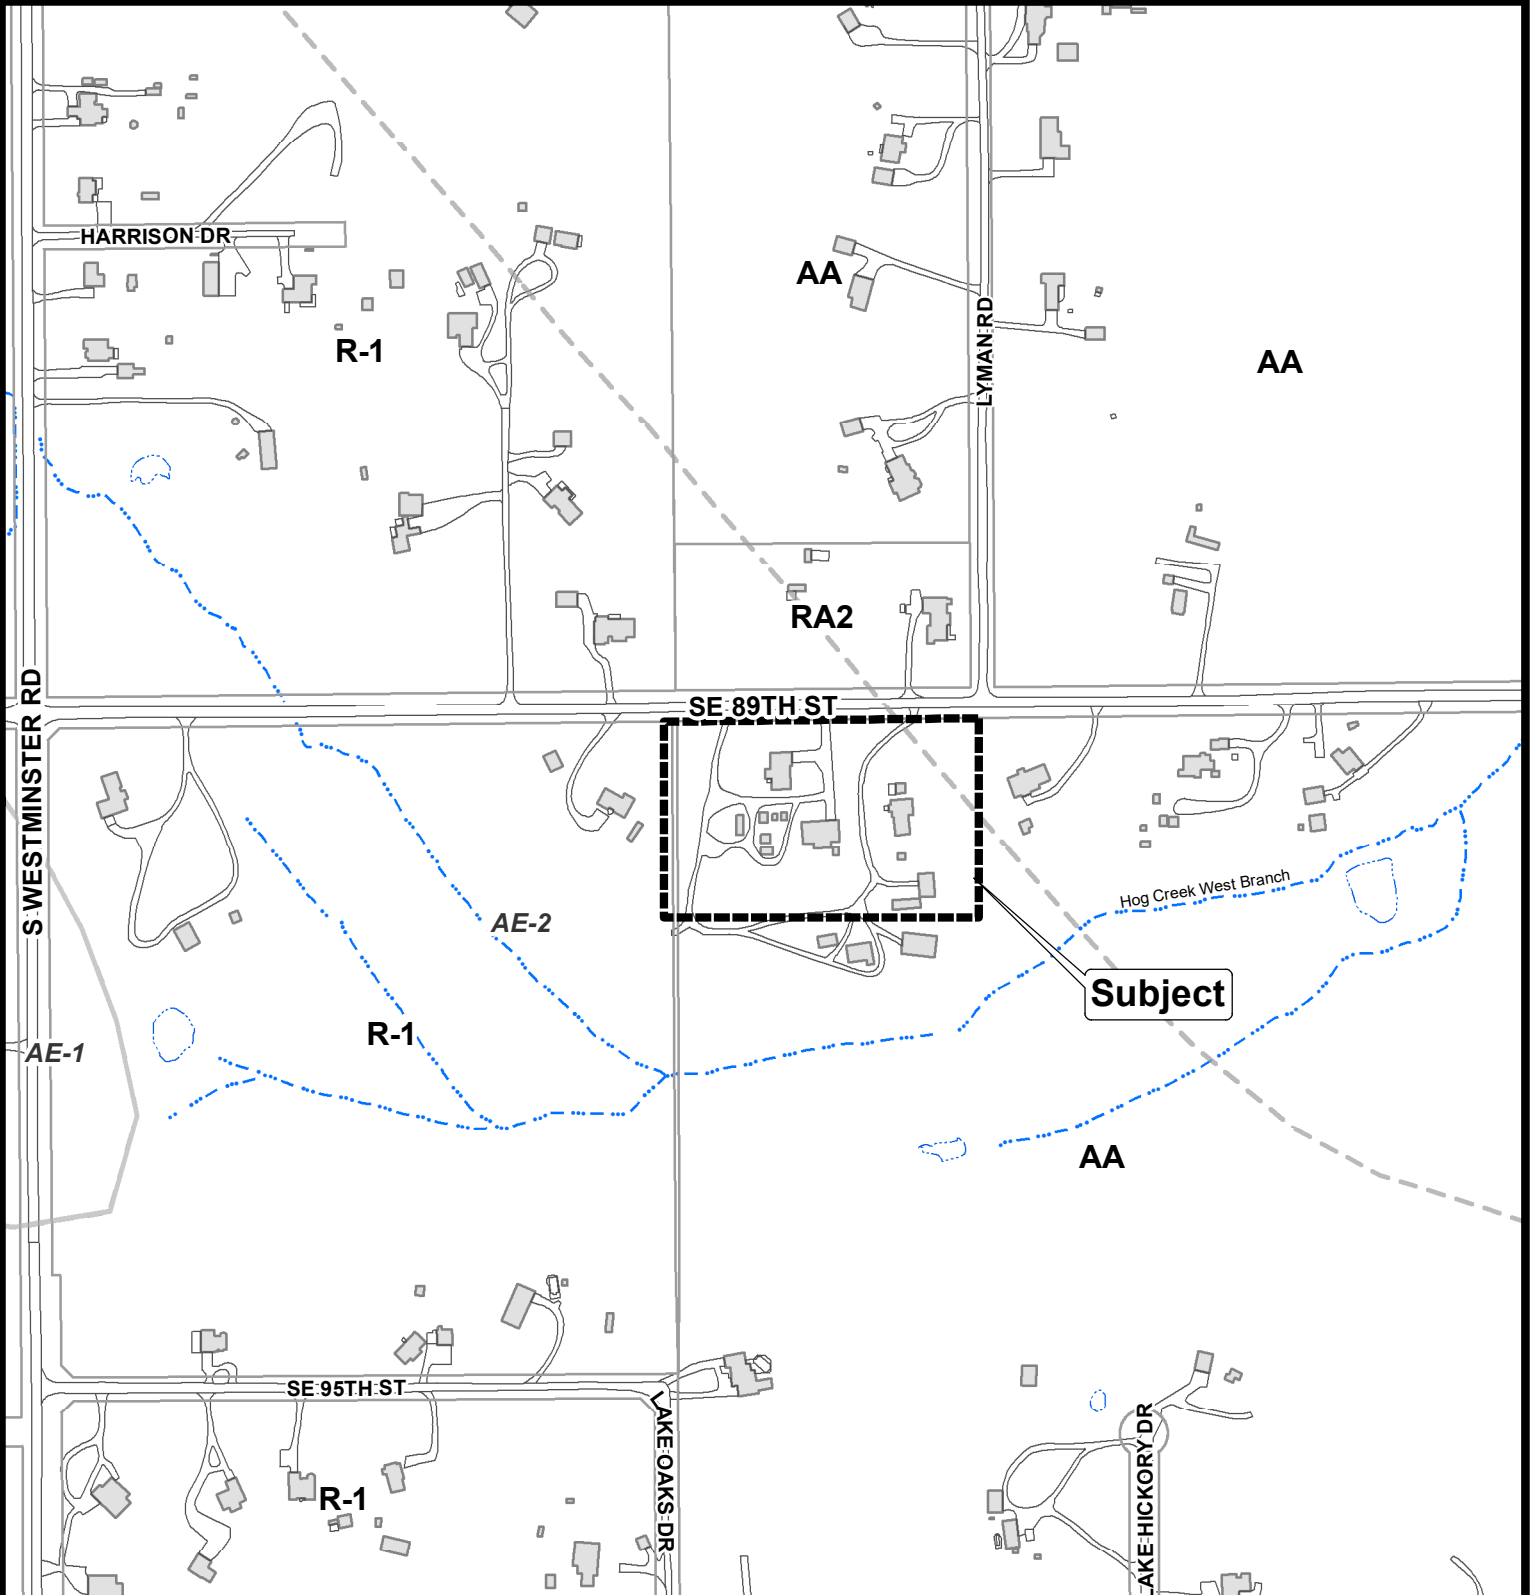 HARRISON DR
AA
LYMAN RD
R-1
AA
RA2
S WESTMINSTER RD
SE 89TH ST
Hog Creek West Branch
AE-2
Subject
R-1
AE-1
AA
SE 95TH ST
LAKE OAKS DR
LAKE HICKORY DR
R-1